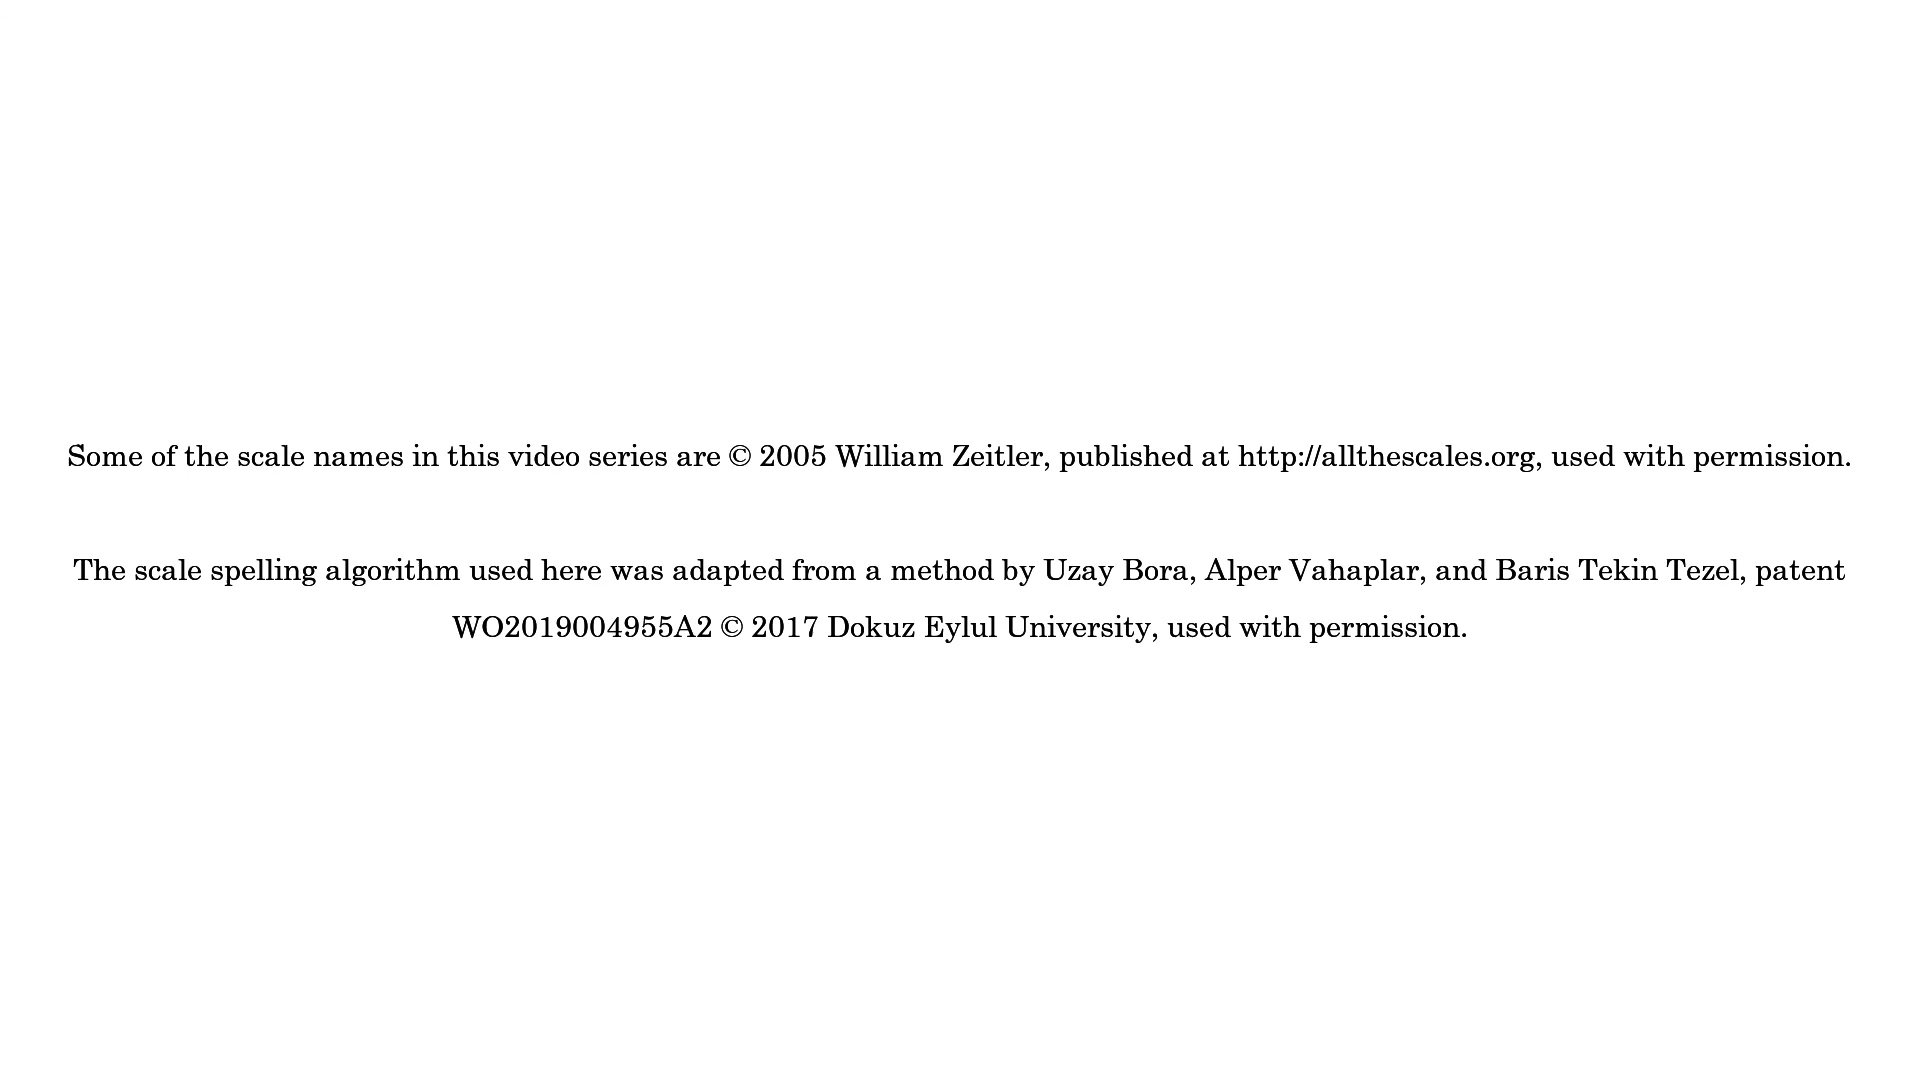 Some of the scale names in this video series are © 2005 William Zeitler, published at http://allthescales.org, used with permission.
The scale spelling algorithm used here was adapted from a method by Uzay Bora, Alper Vahaplar, and Baris Tekin Tezel, patent
WO2019004955A2 © 2017 Dokuz Eylul University, used with permission.